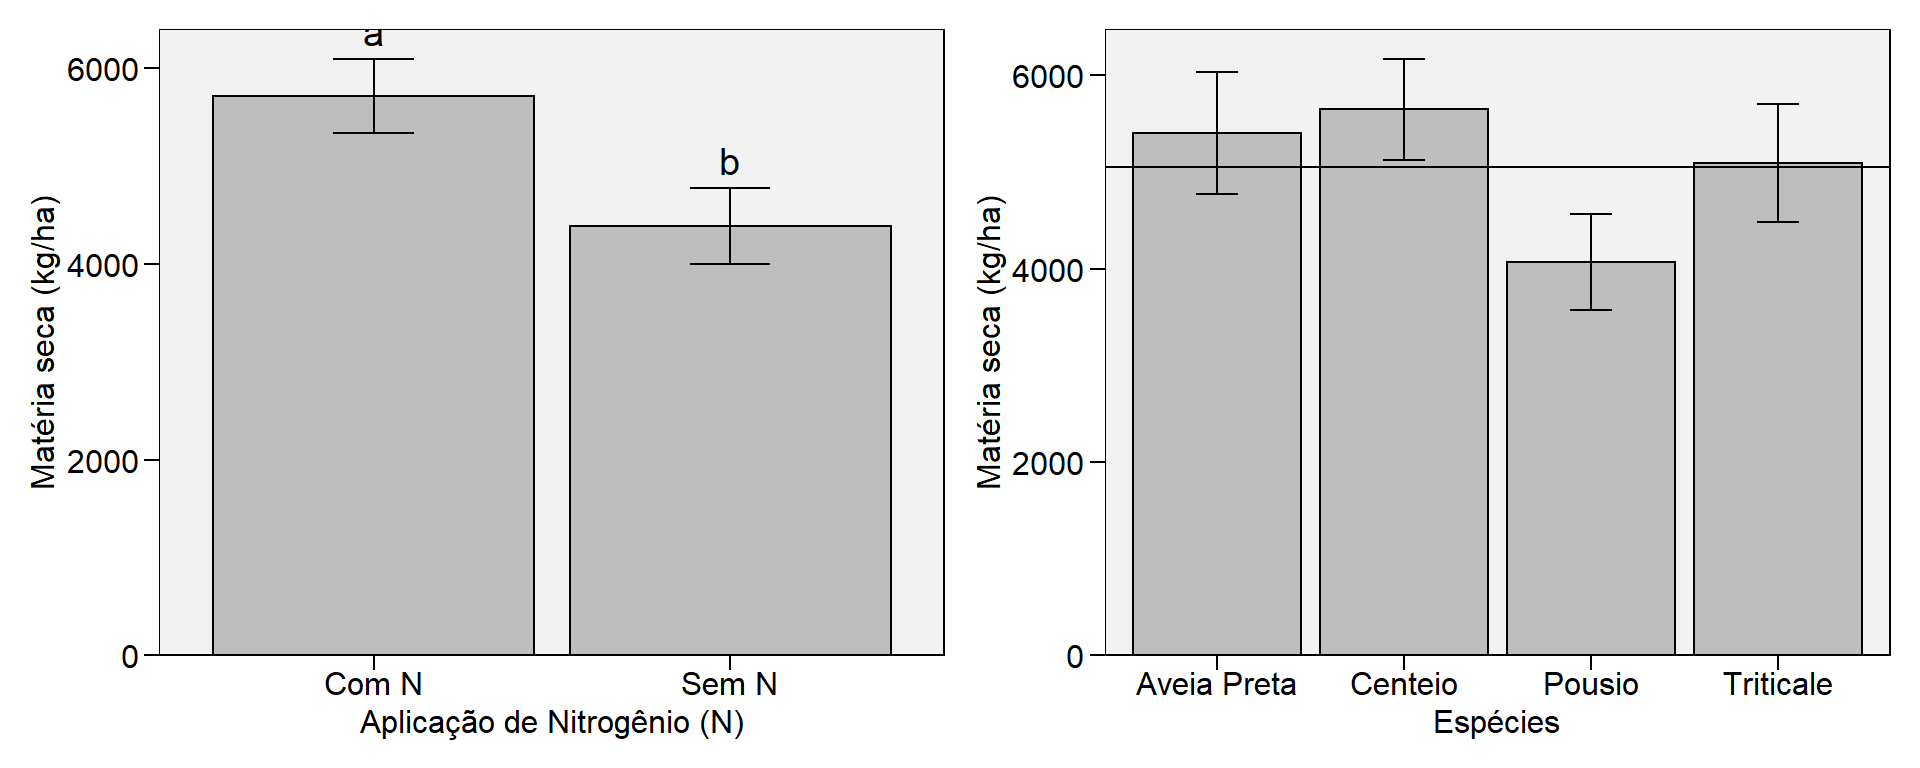 Matéria seca (kg/ha)
6000
4000
2000
0
a
b
Com N
Sem N
Aplicação de Nitrogênio (N)
Matéria seca (kg/ha)
6000
4000
2000
0
Aveia Preta
Centeio
Pousio
Triticale
Espécies